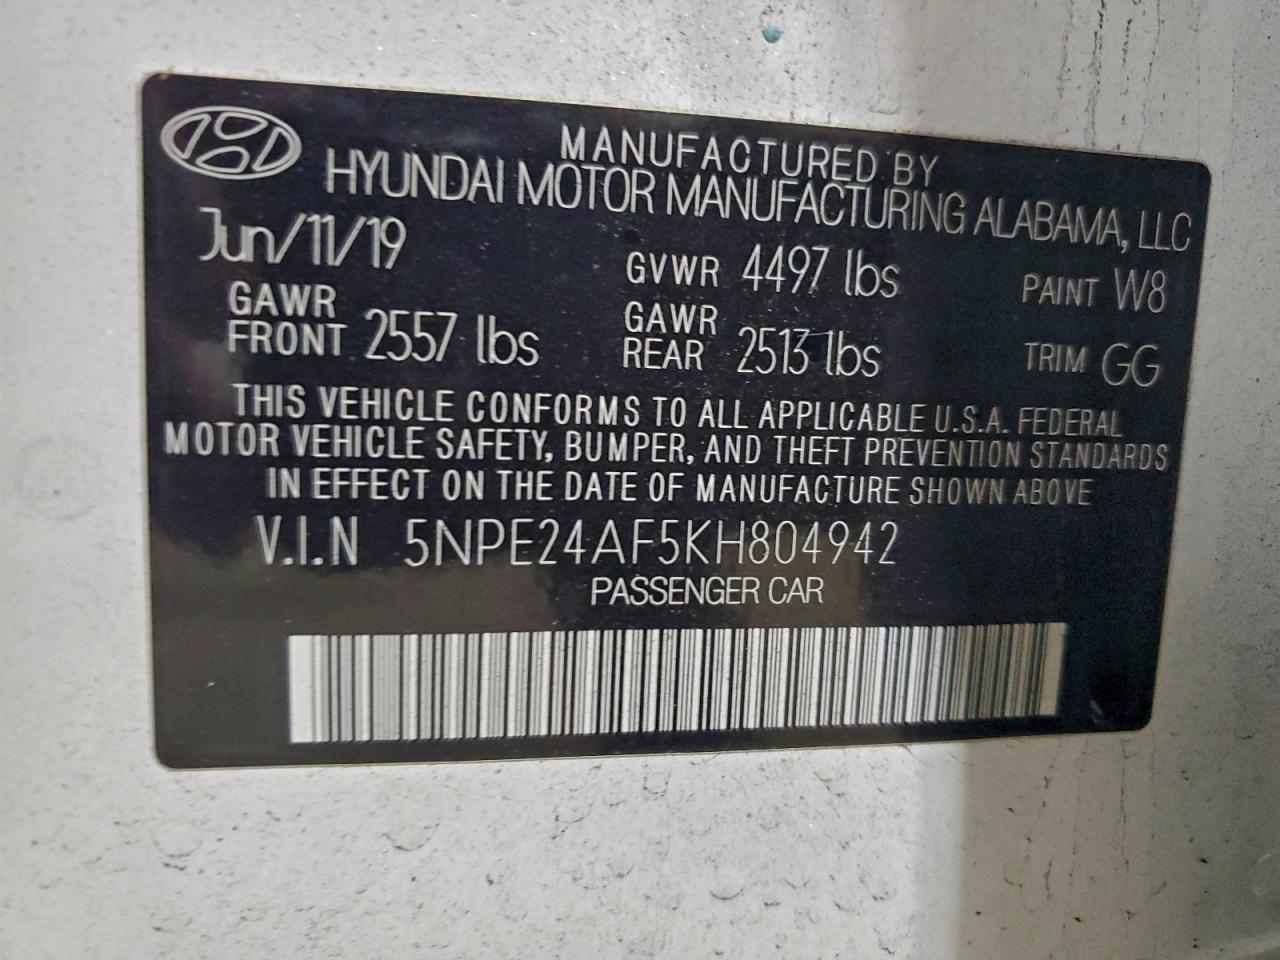 MANUFACTURED BY
HYUNDAI MOTOR MANUFACTURING ALABAMA, LLC
Jun/11/19
GVWR 4497 lbs
PAINT W8
GAWR
FRONT 2557 lbs
GAWR
REAR 2513 lbs
TRIM GG
THIS VEHICLE CONFORMS TO ALL APPLICABLE U.S.A. FEDERAL
MOTOR VEHICLE SAFETY, BUMPER, AND THEFT PREVENTION STANDARDS
IN EFFECT ON THE DATE OF MANUFACTURE SHOWN ABOVE
V.I.N 5NPE24AF5KH804942
PASSENGER CAR